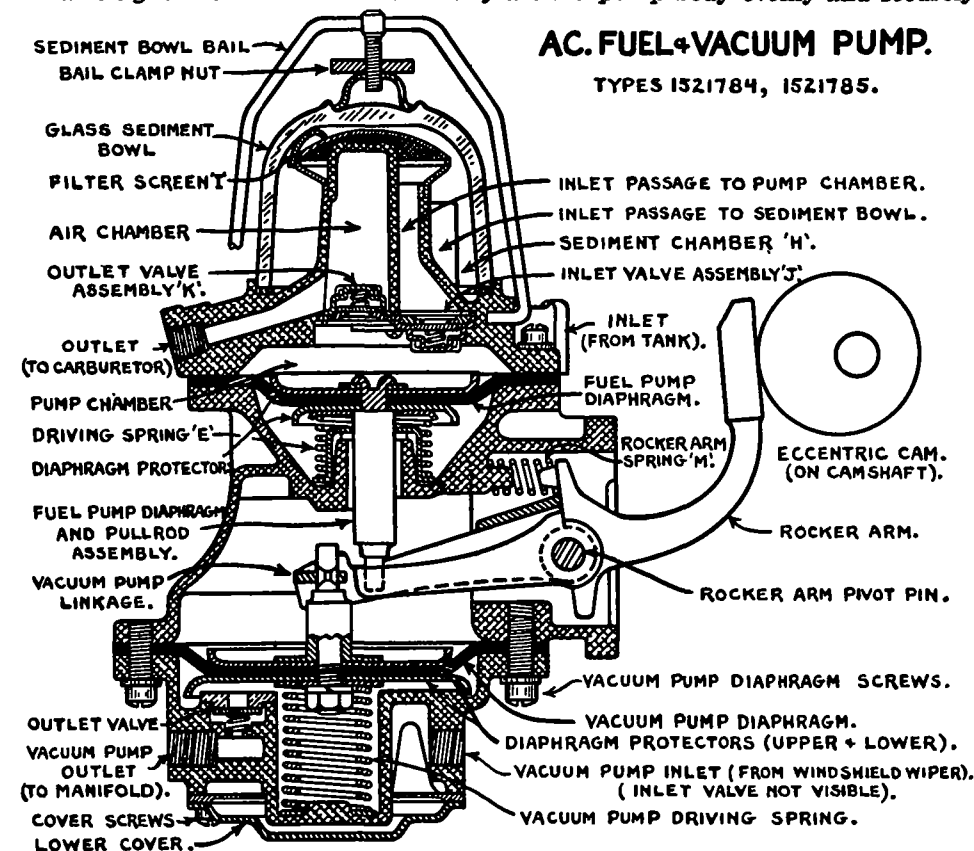 AC. FUEL & VACUUM PUMP.
TYPES 1521784, 1521785.
SEDIMENT BOWL BAIL
BAIL CLAMP NUT
GLASS SEDIMENT
BOWL
FILTER SCREEN 'I'
AIR CHAMBER
OUTLET VALVE
ASSEMBLY 'K'.
OUTLET
(TO CARBURETOR)
PUMP CHAMBER
DRIVING SPRING 'E'
DIAPHRAGM PROTECTOR
FUEL PUMP DIAPHRAGM
AND PULLROD
ASSEMBLY.
VACUUM PUMP
LINKAGE.
OUTLET VALVE
VACUUM PUMP
OUTLET
(TO MANIFOLD).
COVER SCREWS
LOWER COVER.
INLET PASSAGE TO PUMP CHAMBER.
INLET PASSAGE TO SEDIMENT BOWL.
SEDIMENT CHAMBER 'H'.
INLET VALVE ASSEMBLY 'J'.
INLET
(FROM TANK).
FUEL PUMP
DIAPHRAGM.
ROCKER ARM
SPRING 'M'.
ECCENTRIC CAM.
(ON CAMSHAFT).
ROCKER ARM.
ROCKER ARM PIVOT PIN.
VACUUM PUMP DIAPHRAGM SCREWS.
VACUUM PUMP DIAPHRAGM.
DIAPHRAGM PROTECTORS (UPPER + LOWER).
VACUUM PUMP INLET (FROM WINDSHIELD WIPER).
( INLET VALVE NOT VISIBLE).
VACUUM PUMP DRIVING SPRING.